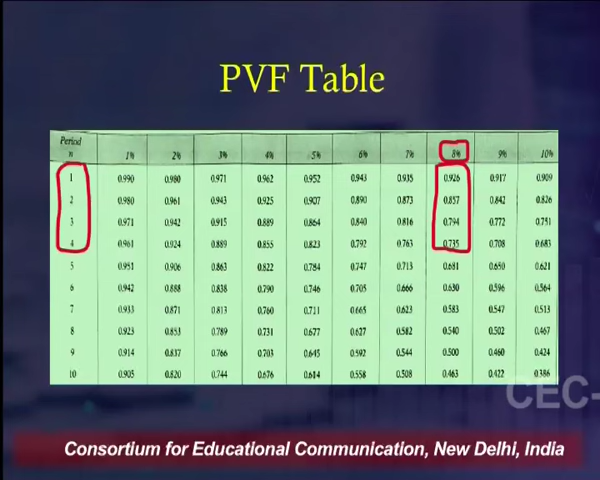 PVF Table
Period
n 1% 2% 3% 4% 5% 6% 7% 8% 9% 10%
1 0.990 0.980 0.971 0.962 0.952 0.943 0.935 0.926 0.917 0.909
2 0.980 0.961 0.943 0.925 0.907 0.890 0.873 0.857 0.842 0.826
3 0.971 0.942 0.915 0.889 0.864 0.840 0.816 0.794 0.772 0.751
4 0.961 0.924 0.889 0.855 0.823 0.792 0.763 0.735 0.708 0.683
5 0.951 0.906 0.863 0.822 0.784 0.747 0.713 0.681 0.650 0.621
6 0.942 0.888 0.838 0.790 0.746 0.705 0.666 0.630 0.596 0.564
7 0.933 0.871 0.813 0.760 0.711 0.665 0.623 0.583 0.547 0.513
8 0.923 0.853 0.789 0.731 0.677 0.627 0.582 0.540 0.502 0.467
9 0.914 0.837 0.766 0.703 0.645 0.592 0.544 0.500 0.460 0.424
10 0.905 0.820 0.744 0.676 0.614 0.558 0.508 0.463 0.422 0.386
CEC-
Consortium for Educational Communication, New Delhi, India